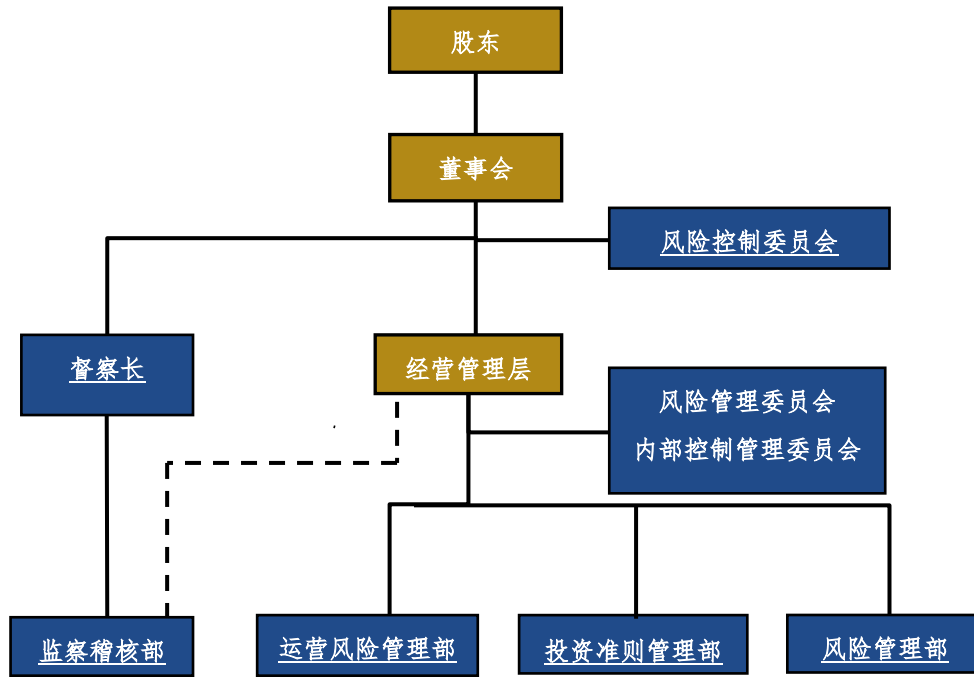 股东
董事会
风险控制委员会
督察长
经营管理层
风险管理委员会
内部控制管理委员会
监察稽核部
运营风险管理部
投资准则管理部
风险管理部